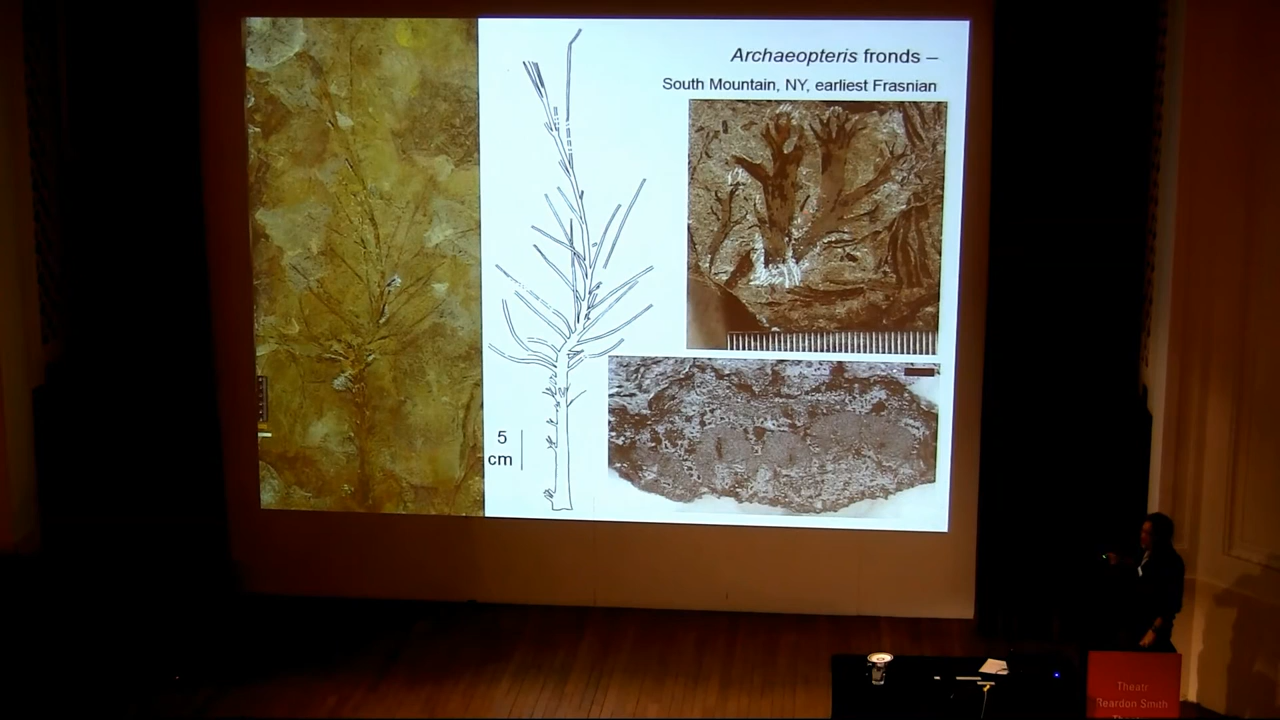 Archaeopteris fronds –
South Mountain, NY, earliest Frasnian
5
cm
Theatr
Reardon Smith